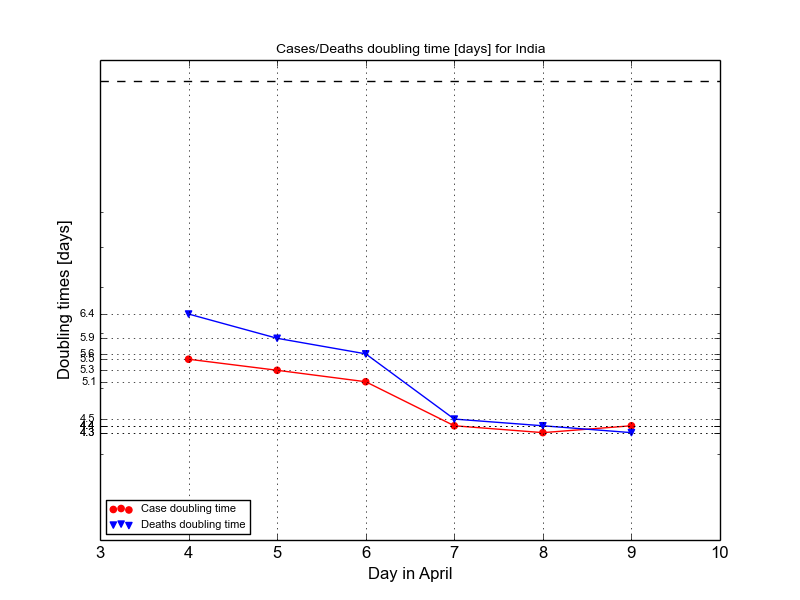 Cases/Deaths doubling time [days] for India
Doubling times [days]
6.4
5.9
5.6
5.5
5.3
5.1
4.5
4.4
4.3
Case doubling time
Deaths doubling time
3 4 5 6 7 8 9 10
Day in April